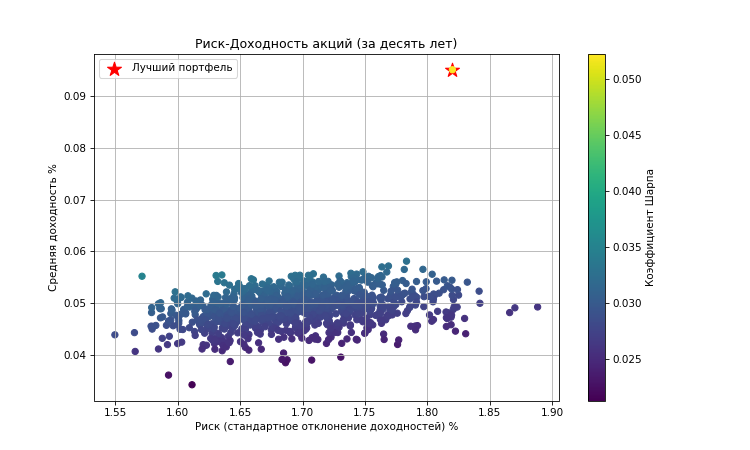 Риск-Доходность акций (за десять лет)
Лучший портфель
0.09
0.08
0.07
0.06
0.05
0.04
Средняя доходность %
1.55 1.60 1.65 1.70 1.75 1.80 1.85 1.90
Риск (стандартное отклонение доходностей) %
0.050
0.045
0.040
0.035
0.030
0.025
Коэффициент Шарпа